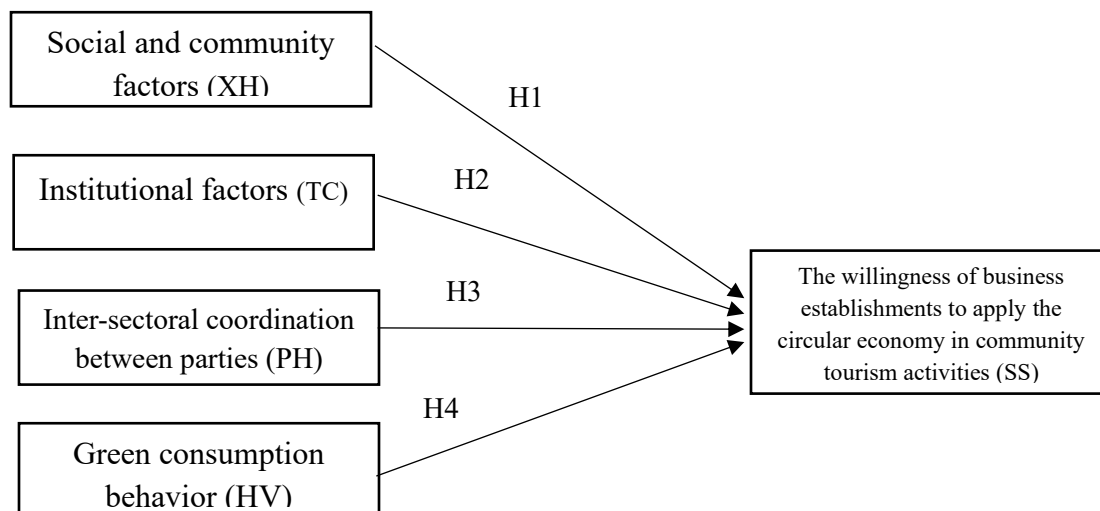 Social and community
factors (XH)
H1
Institutional factors (TC)
H2
Inter-sectoral coordination
between parties (PH)
H3
Green consumption
behavior (HV)
H4
The willingness of business
establishments to apply the
circular economy in community
tourism activities (SS)